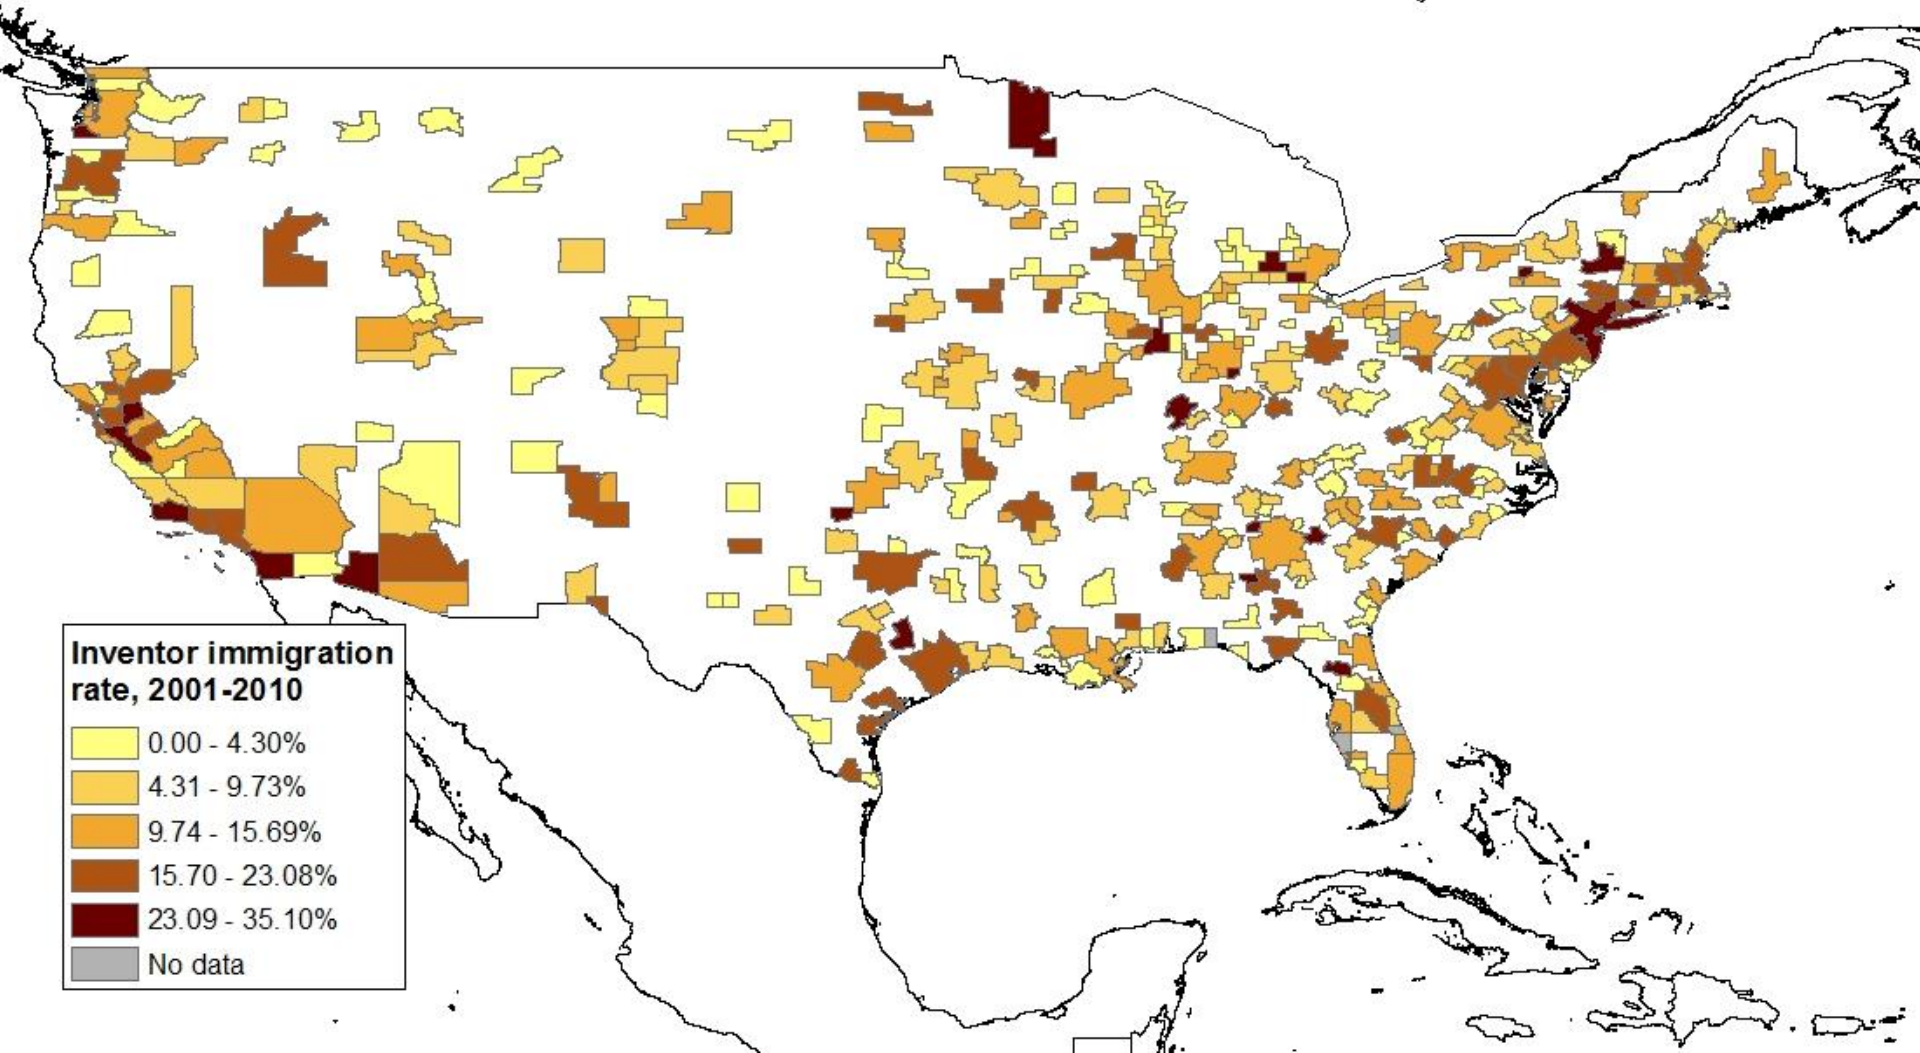 Inventor immigration
rate, 2001-2010
0.00 - 4.30%
4.31 - 9.73%
9.74 - 15.69%
15.70 - 23.08%
23.09 - 35.10%
No data